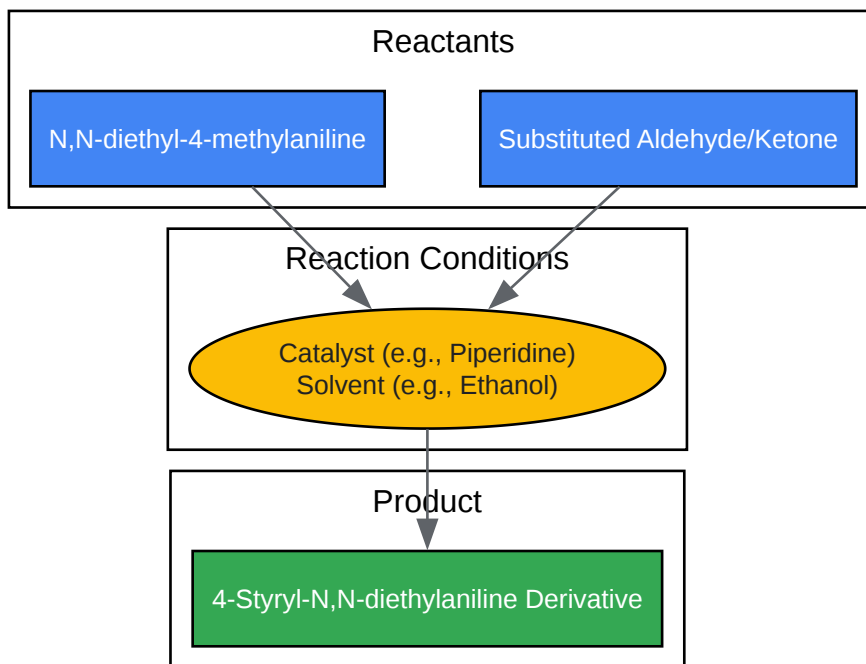 Reactants
N,N-diethyl-4-methylaniline
Substituted Aldehyde/Ketone
Reaction Conditions
Catalyst (e.g., Piperidine)
Solvent (e.g., Ethanol)
Product
4-Styryl-N,N-diethylaniline Derivative